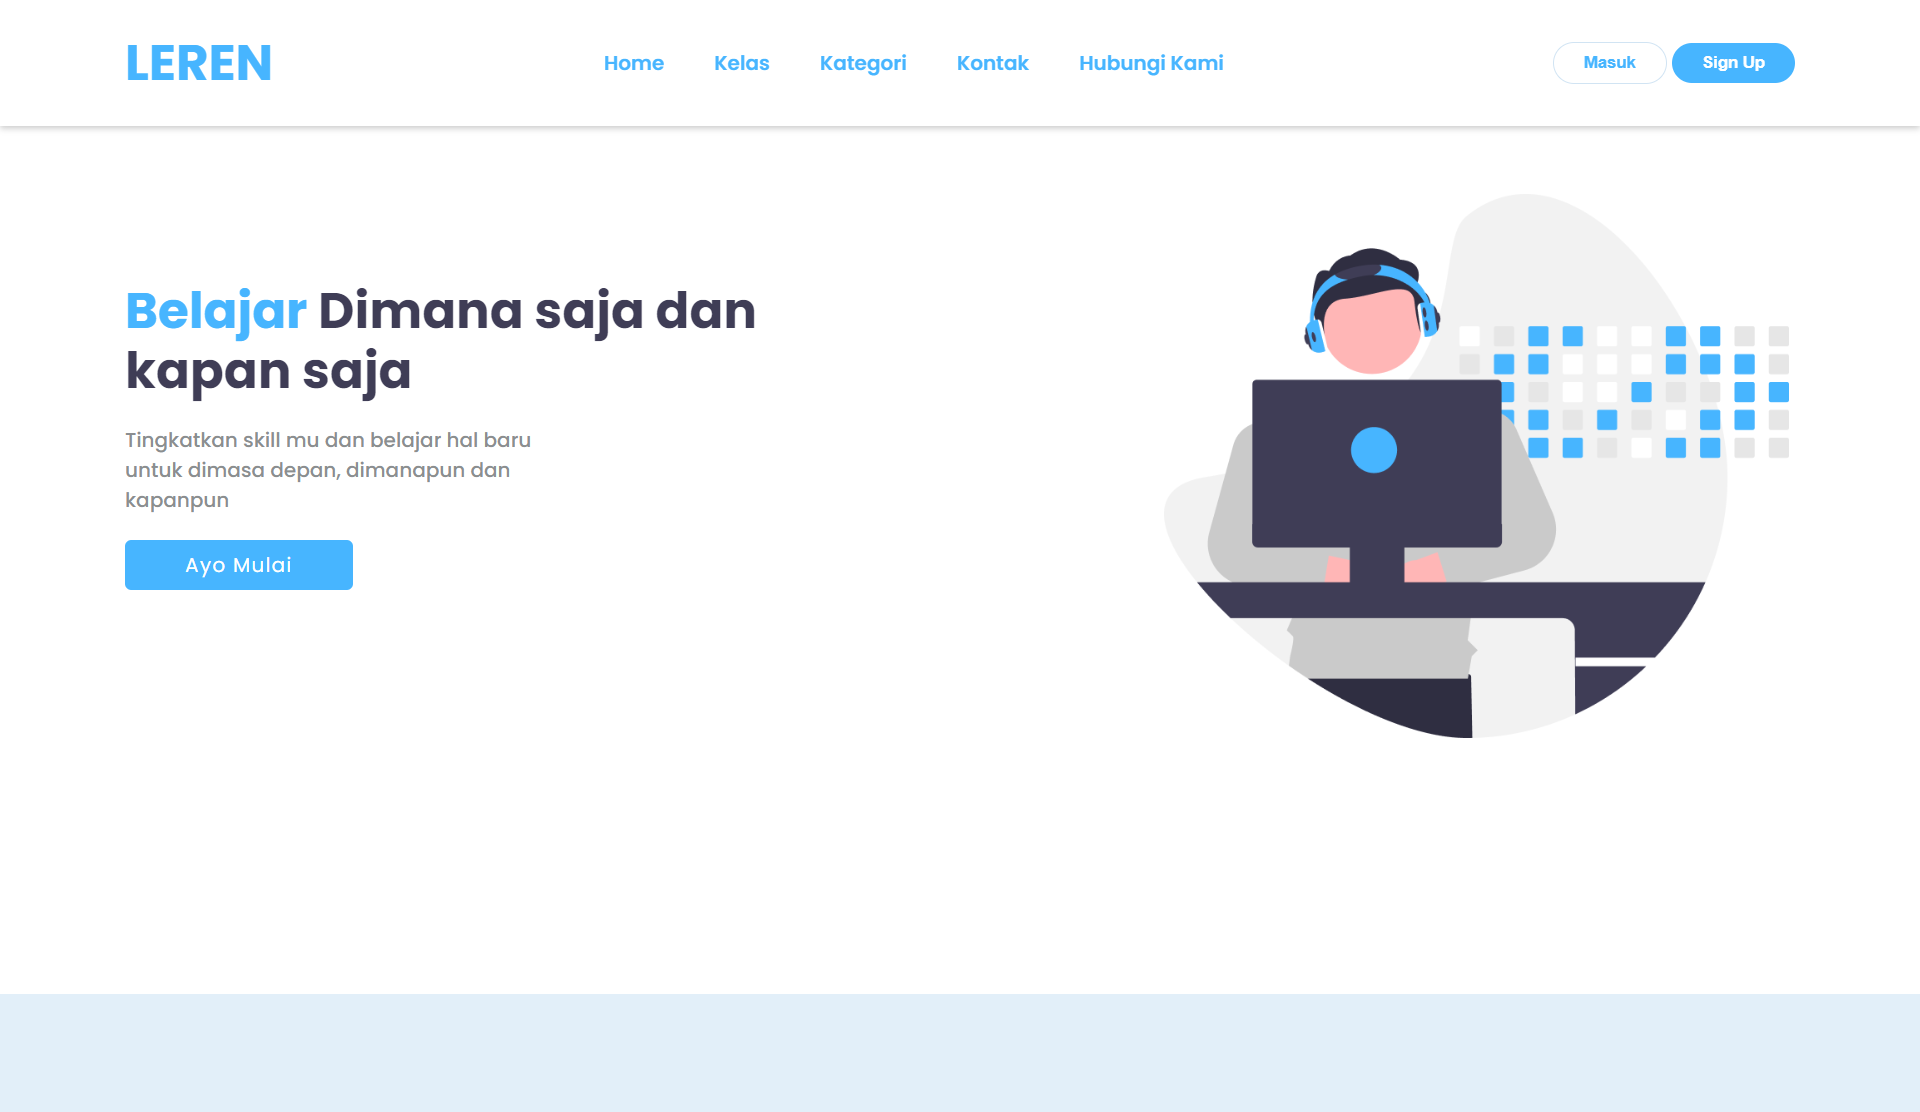 LEREN
Home
Kelas
Kategori
Kontak
Hubungi Kami
Masuk
Sign Up
Belajar Dimana saja dan
kapan saja
Tingkatkan skill mu dan belajar hal baru
untuk dimasa depan, dimanapun dan
kapanpun
Ayo Mulai